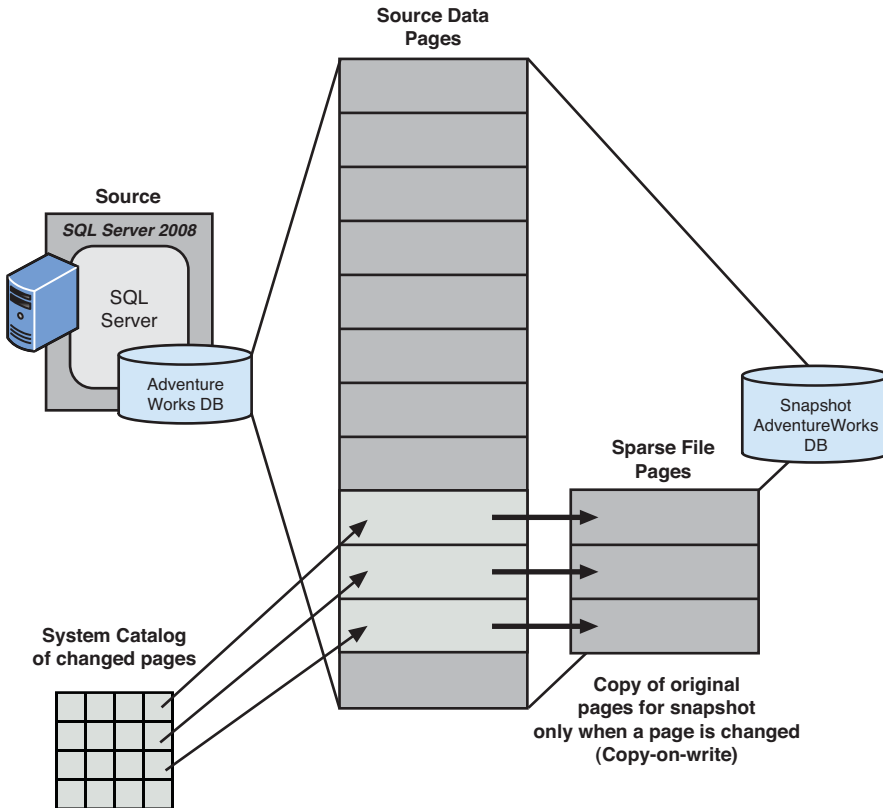 Source Data
Pages
Source
SQL Server 2008
SQL
Server
Adventure
Works DB
Snapshot
AdventureWorks
DB
Sparse File
Pages
System Catalog
of changed pages
Copy of original
pages for snapshot
only when a page is changed
(Copy-on-write)